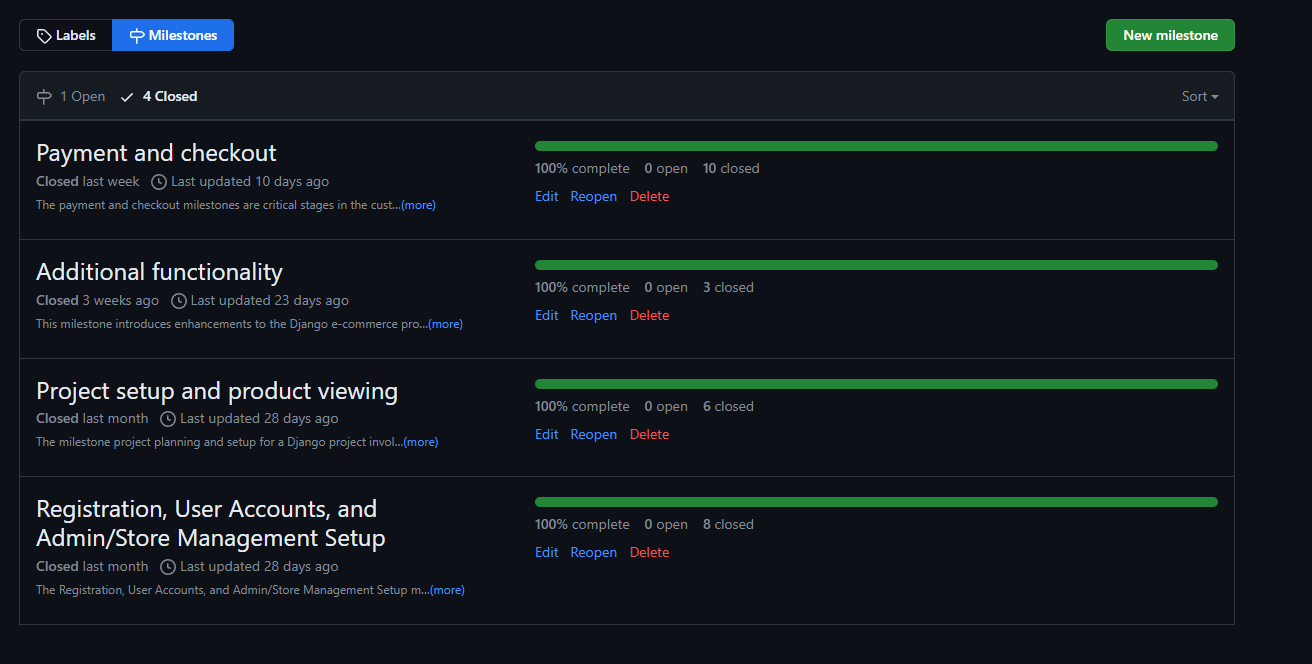 Labels Milestones New milestone
1 Open 4 Closed Sort
Payment and checkout
Closed last week Last updated 10 days ago
The payment and checkout milestones are critical stages in the cust...(more)
100% complete 0 open 10 closed
Edit Reopen Delete
Additional functionality
Closed 3 weeks ago Last updated 23 days ago
This milestone introduces enhancements to the Django e-commerce pro...(more)
100% complete 0 open 3 closed
Edit Reopen Delete
Project setup and product viewing
Closed last month Last updated 28 days ago
The milestone project planning and setup for a Django project invol...(more)
100% complete 0 open 6 closed
Edit Reopen Delete
Registration, User Accounts, and
Admin/Store Management Setup
Closed last month Last updated 28 days ago
The Registration, User Accounts, and Admin/Store Management Setup m...(more)
100% complete 0 open 8 closed
Edit Reopen Delete